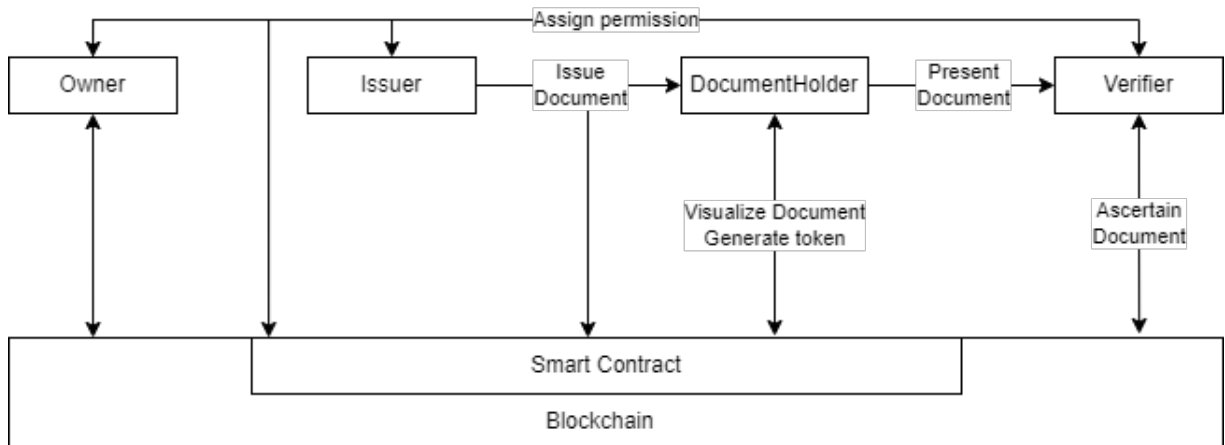 Assign permission
Owner
Issuer
Issue
Document
DocumentHolder
Present
Document
Verifier
Visualize Document
Generate token
Ascertain
Document
Smart Contract
Blockchain